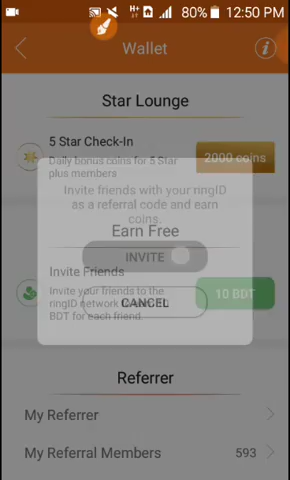 80% 12:50 PM
Wallet
Star Lounge
5 Star Check-In
Daily bonus coins for 5 Star
plus members
2000 coins
Invite friends with your ringID
as a referral code and earn
coins.
Earn Free
INVITE
Invite Friends
Invite your friends to the
ringID network
BDT for each friend.
10 BDT
CANCEL
Referrer
My Referrer
My Referral Members 593